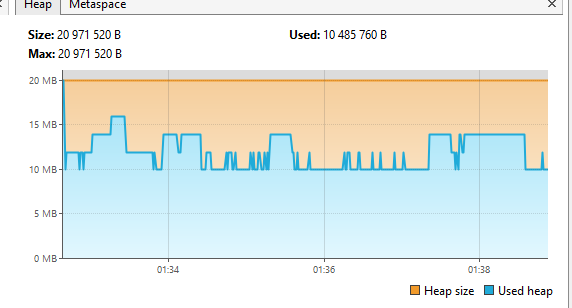 Heap Metaspace
Size: 20 971 520 B Used: 10 485 760 B
Max: 20 971 520 B
20 MB
15 MB
10 MB
5 MB
0 MB
01:34 01:36 01:38
Heap size Used heap